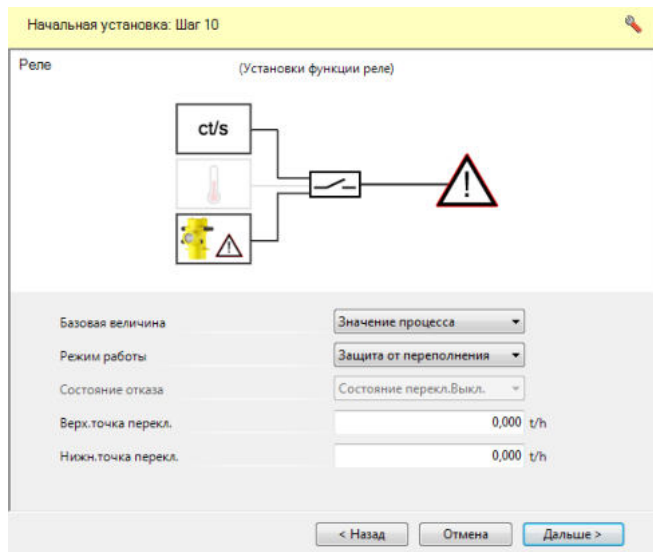 Начальная установка: Шаг 10
Реле
(Установки функции реле)
ct/s
Базовая величина
Значение процесса
Режим работы
Защита от переполнения
Состояние отказа
Состояние перекл.Выкл.
Верх.точка перекл.
0,000 t/h
Нижн.точка перекл.
0,000 t/h
< Назад
Отмена
Дальше >